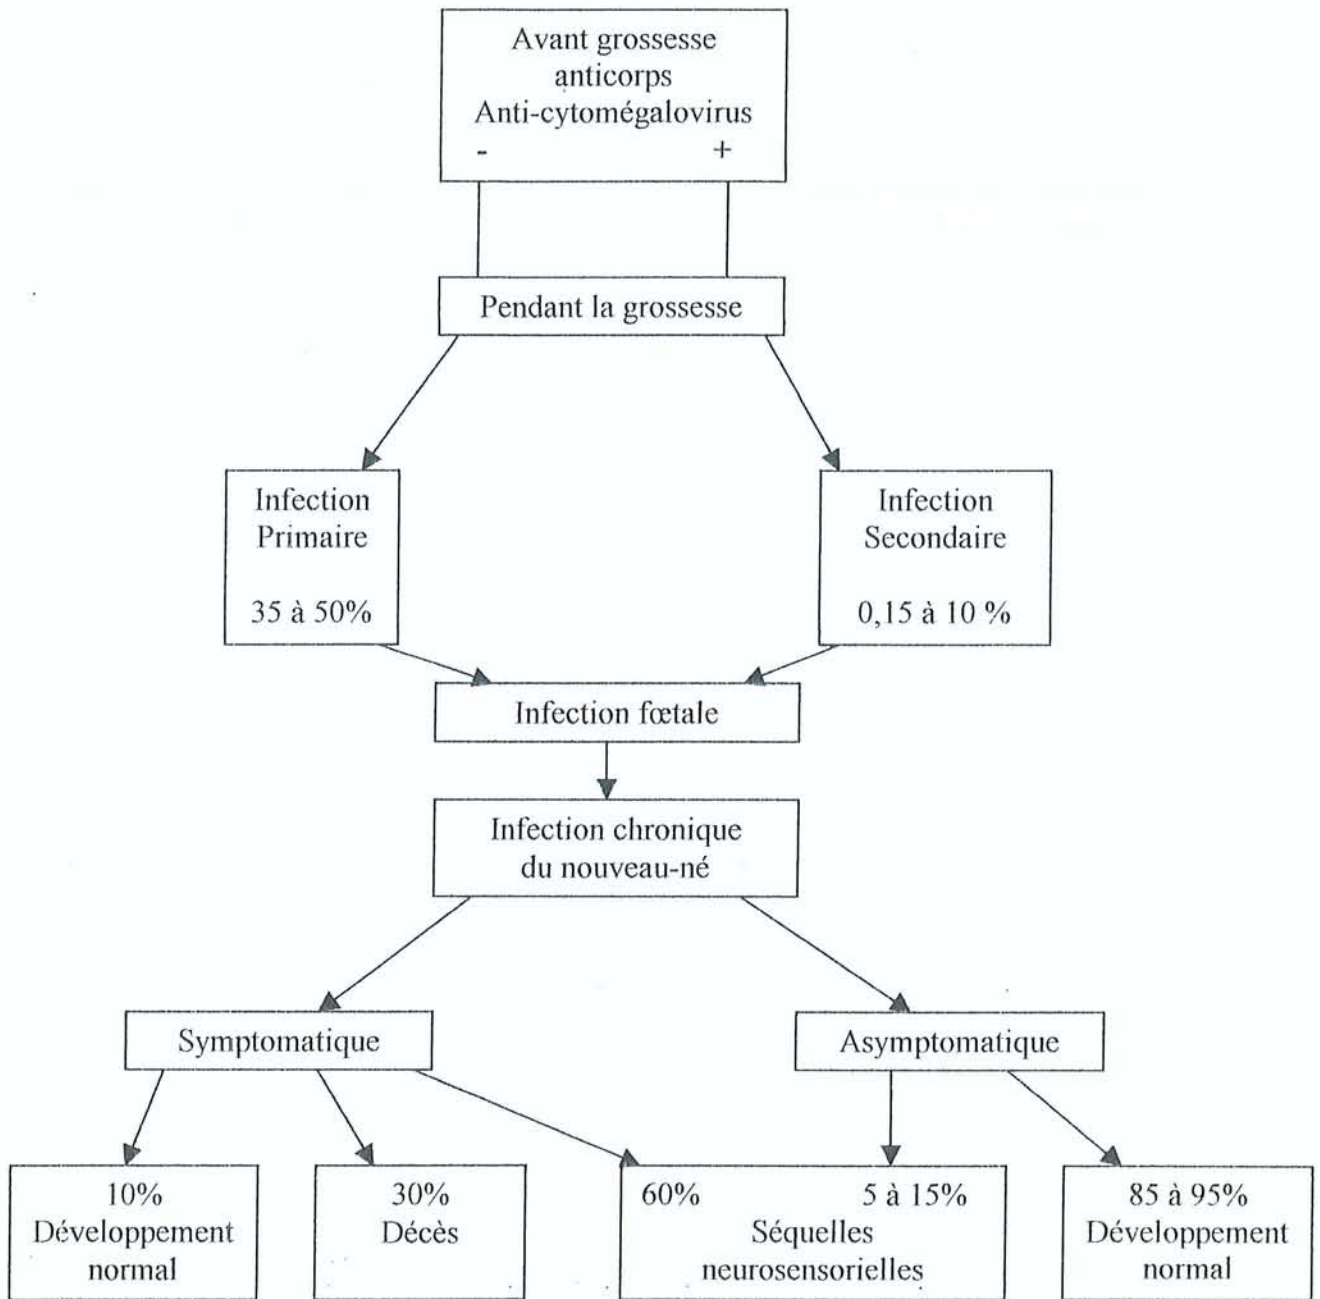 Avant grossesse
anticorps
Anti-cytomégalovirus
- +
Pendant la grossesse
Infection
Primaire
35 à 50%
Infection
Secondaire
0,15 à 10 %
Infection fœtale
Infection chronique
du nouveau-né
Symptomatique
Asymptomatique
10%
Développement
normal
30%
Décès
60% 5 à 15%
Séquelles
neurosensorielles
85 à 95%
Développement
normal